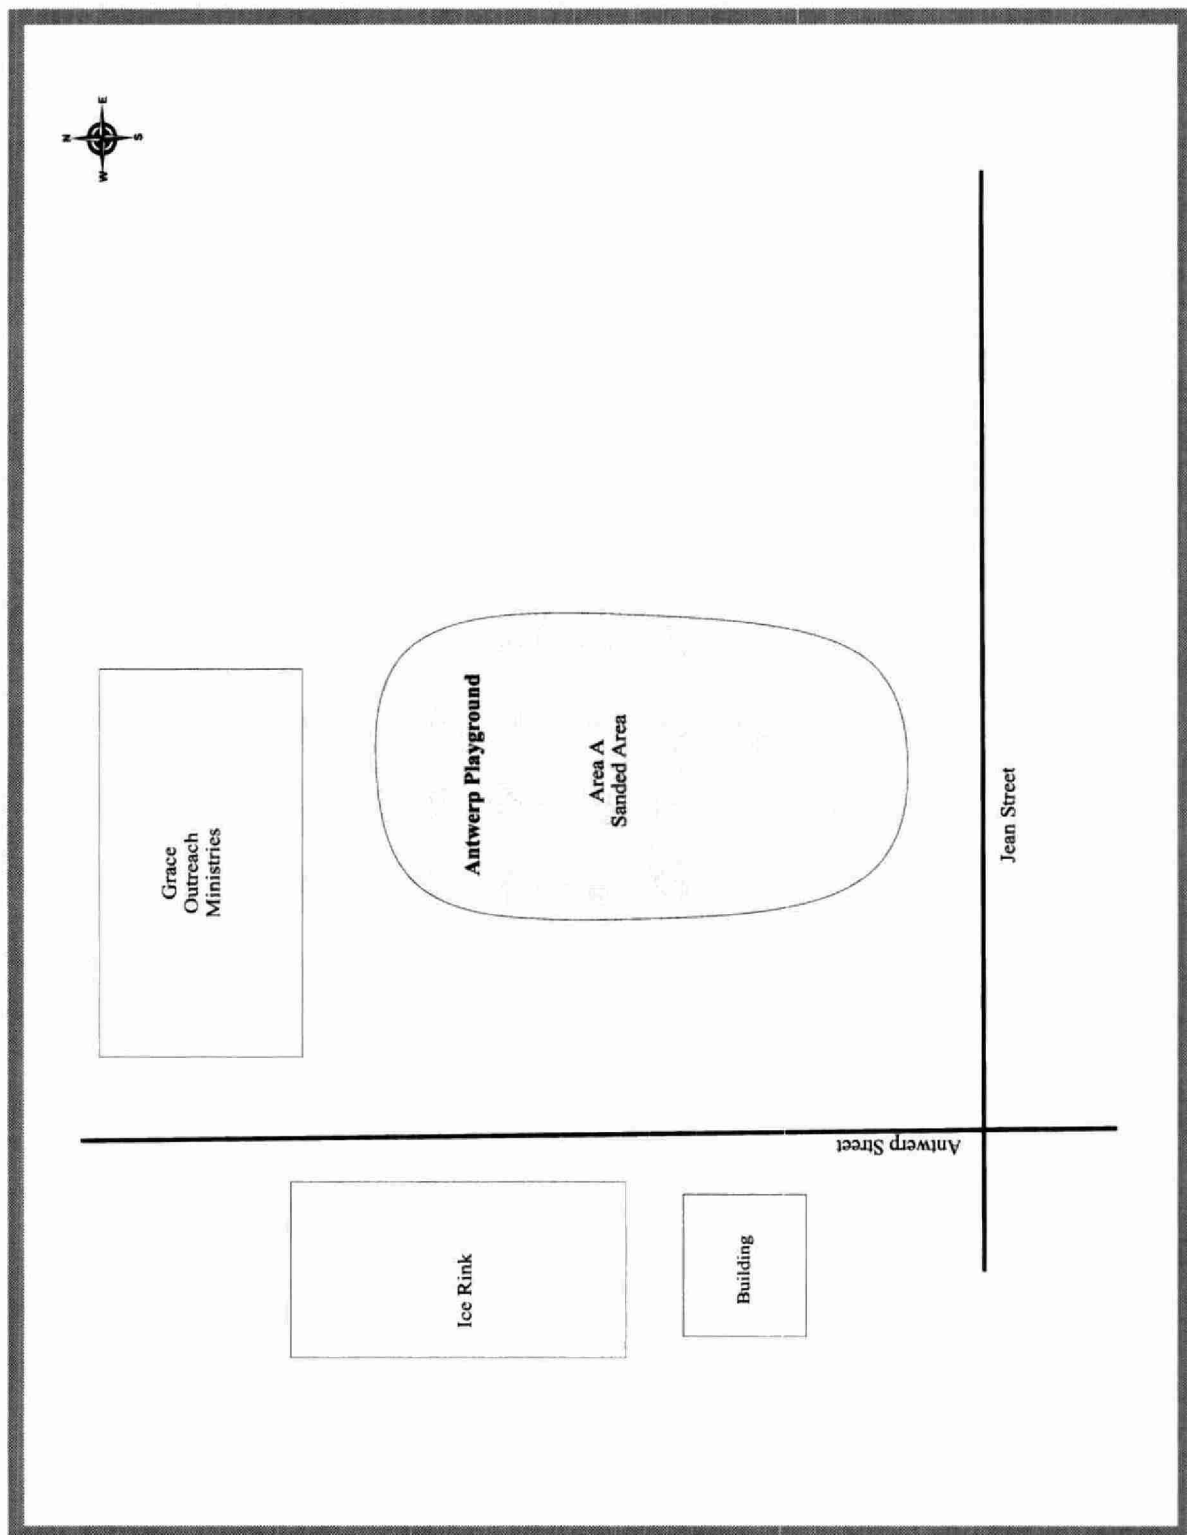 N
E
S
W
Grace
Outreach
Ministries
Antwerp Playground
Area A
Sanded Area
Jean Street
Antwerp Street
Ice Rink
Building